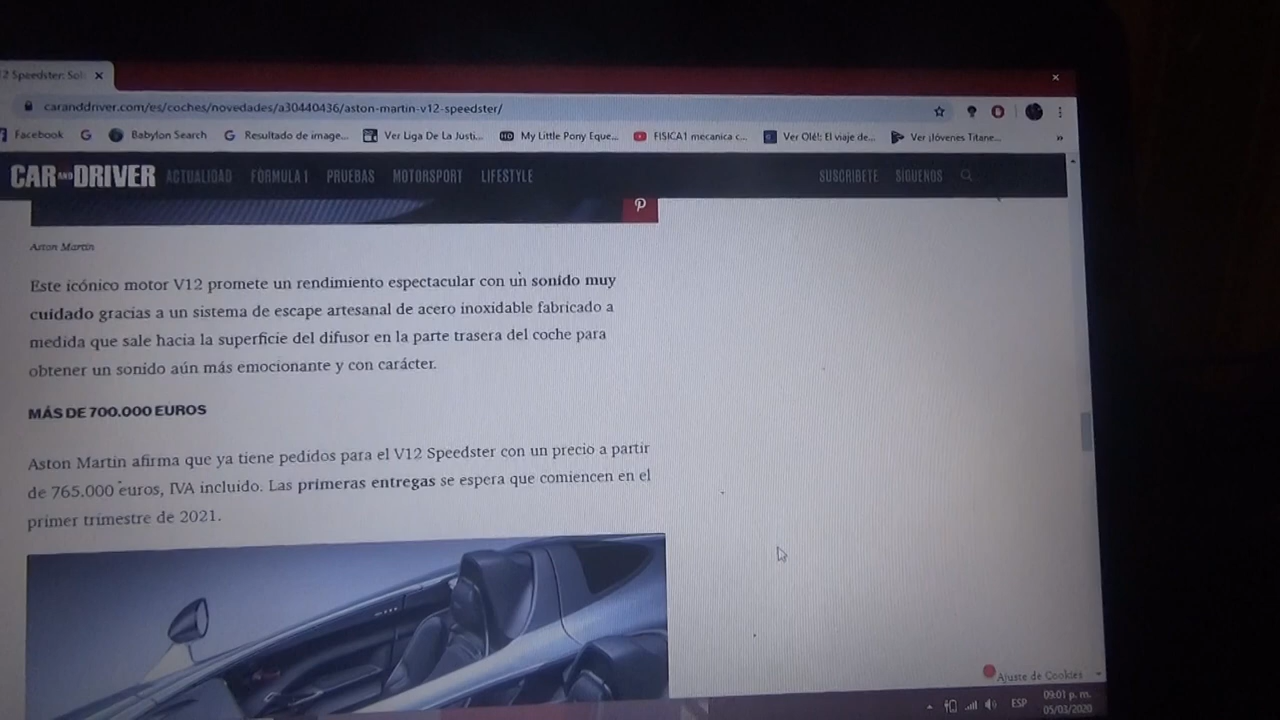 2 Speedster: Sol
caranddriver.com/es/coches/novedades/a30440436/aston-martin-v12-speedster/
Facebook
Babylon Search
Resultado de image...
Ver Liga De La Justi...
My Little Pony Eque...
FISICA1 mecanica c...
Ver Olé!: El viaje de...
Ver ¡Jóvenes Titane...
»
CAR AND DRIVER
ACTUALIDAD
FÓRMULA 1
PRUEBAS
MOTORSPORT
LIFESTYLE
SUSCRÍBETE
SÍGUENOS
Aston Martin
Este icónico motor V12 promete un rendimiento espectacular con un sonido muy
cuidado gracias a un sistema de escape artesanal de acero inoxidable fabricado a
medida que sale hacia la superficie del difusor en la parte trasera del coche para
obtener un sonido aún más emocionante y con carácter.
MÁS DE 700.000 EUROS
Aston Martin afirma que ya tiene pedidos para el V12 Speedster con un precio a partir
de 765.000 euros, IVA incluido. Las primeras entregas se espera que comiencen en el
primer trimestre de 2021.
Ajuste de Cookies
ESP
09:01 p. m.
05/03/2020